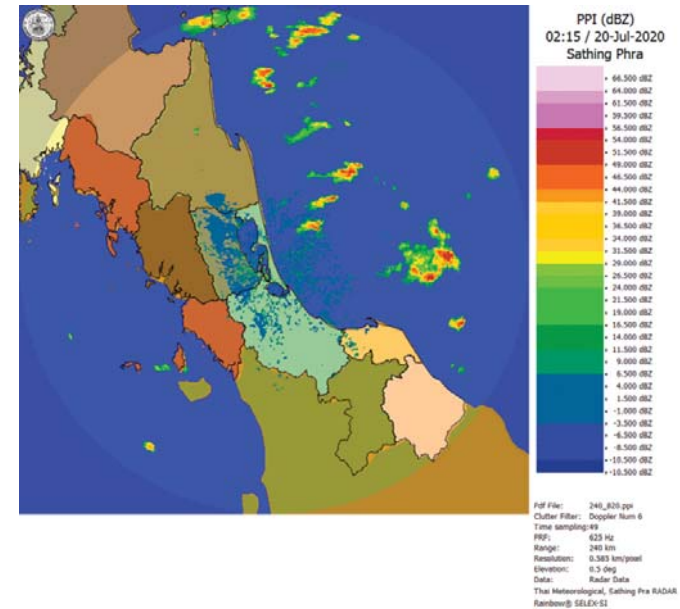 PPI (dBZ)
02:15 / 20-Jul-2020
Sathing Phra
66.500 dBZ
64.000 dBZ
61.500 dBZ
59.300 dBZ
56.500 dBZ
54.000 dBZ
51.500 dBZ
49.000 dBZ
46.500 dBZ
44.000 dBZ
41.500 dBZ
39.000 dBZ
36.500 dBZ
24.000 dBZ
31.500 dBZ
29.000 dBZ
26.500 dBZ
24.000 dBZ
21.500 dBZ
19.000 dBZ
16.500 dBZ
14.000 dBZ
11.500 dBZ
9.000 dBZ
6.500 dBZ
4.000 dBZ
1.500 dBZ
-1.000 dBZ
-3.500 dBZ
-6.500 dBZ
-8.500 dBZ
-10.500 dBZ
-10.500 dBZ
Pdf File: 240_820.ppi
Clutter Filter: Doppler Num 6
Time sampling:49
PRF: 625 Hz
Range: 240 km
Resolution: 0.585 km/pixel
Elevation: 0.5 deg
Data: Radar Data
Thai Meteorological, Sathing Pra RADAR
Rainbow® SELEX-SI